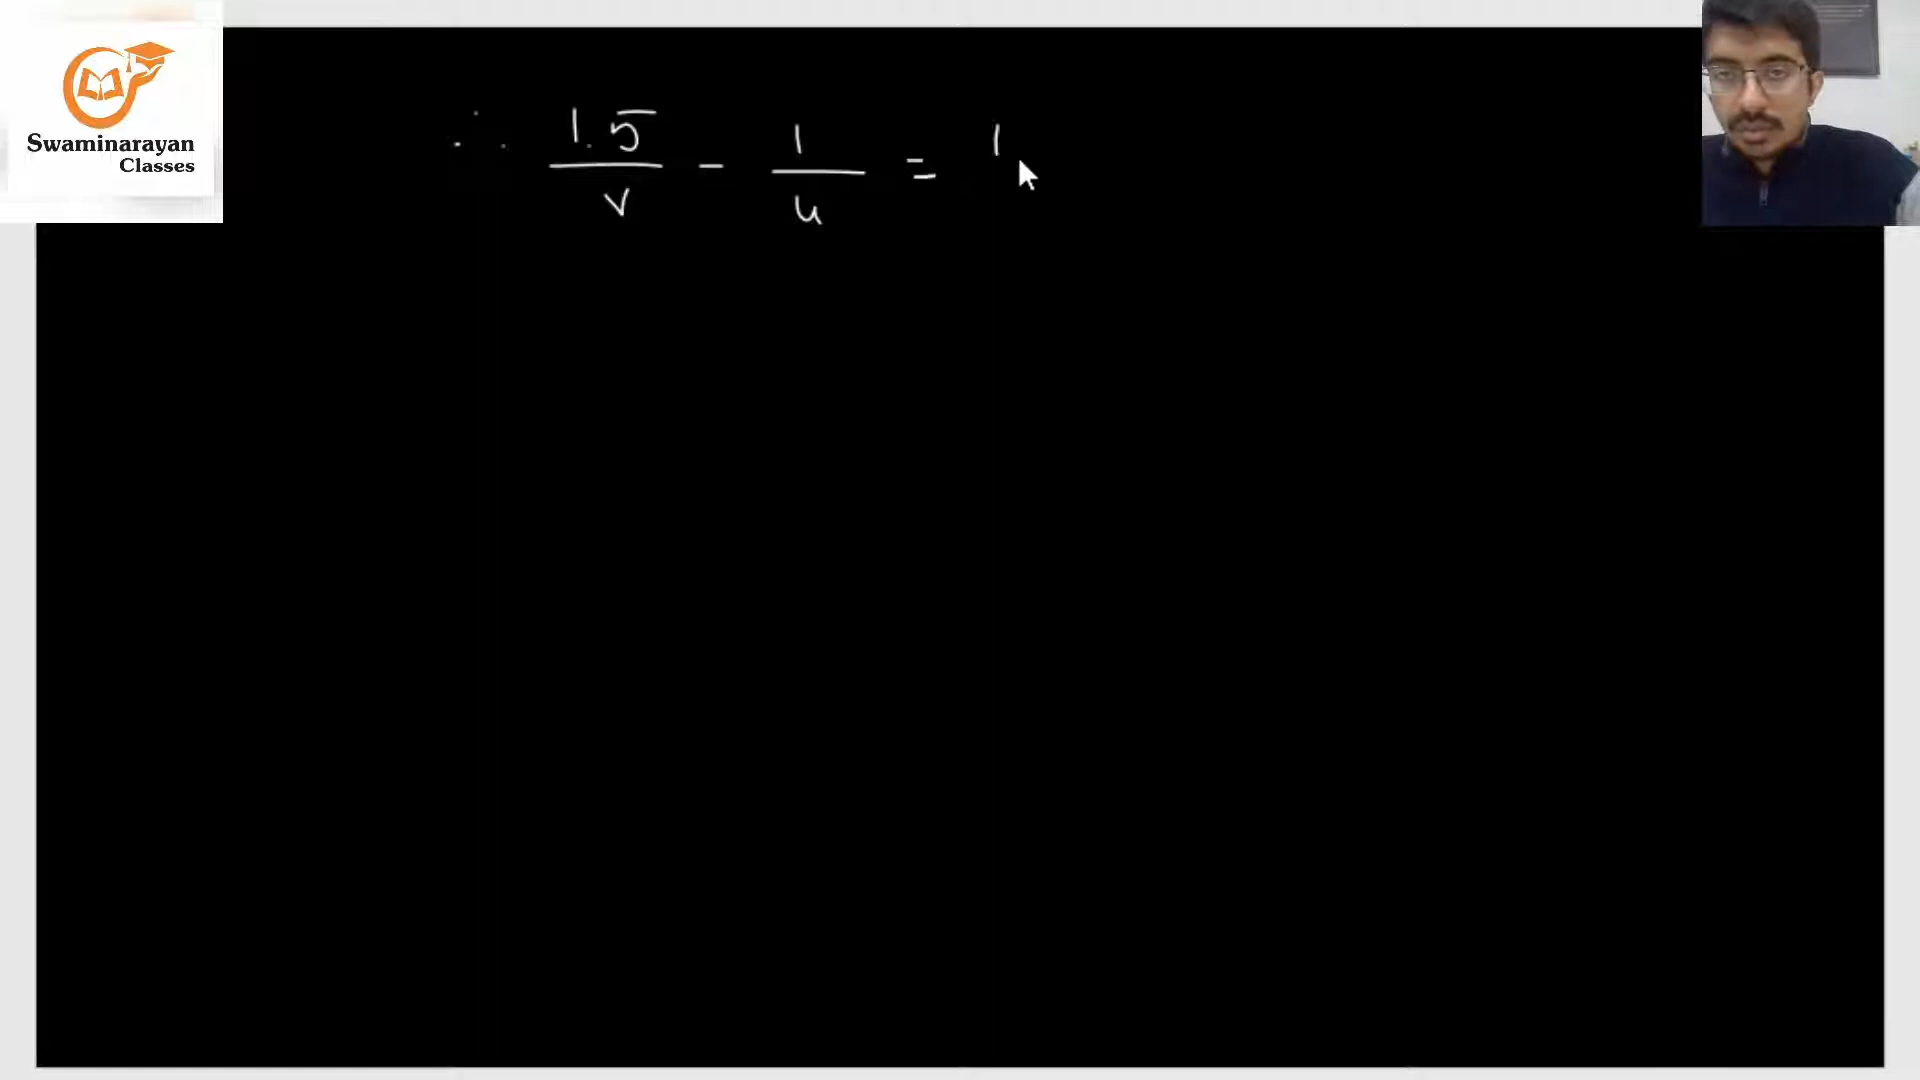 Swaminarayan
Classes
∴ 1.5/v - 1/u = 1